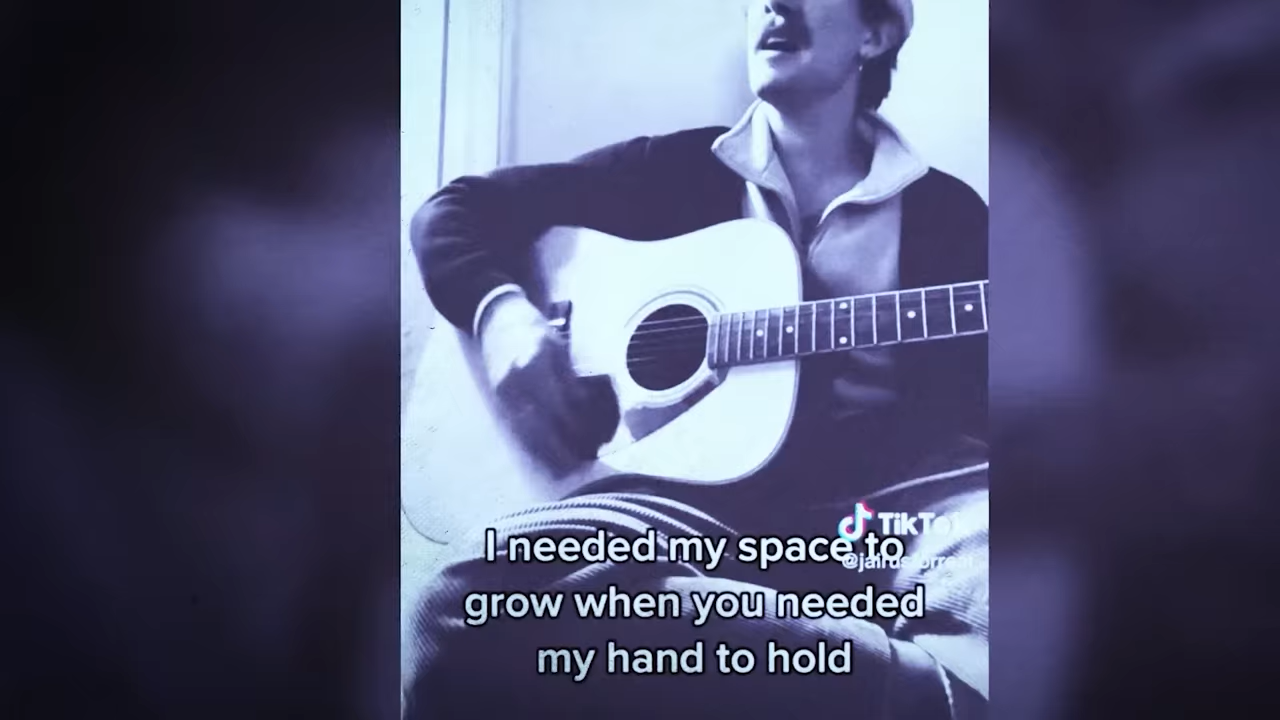 TikTok
I needed my space to
grow when you needed
my hand to hold